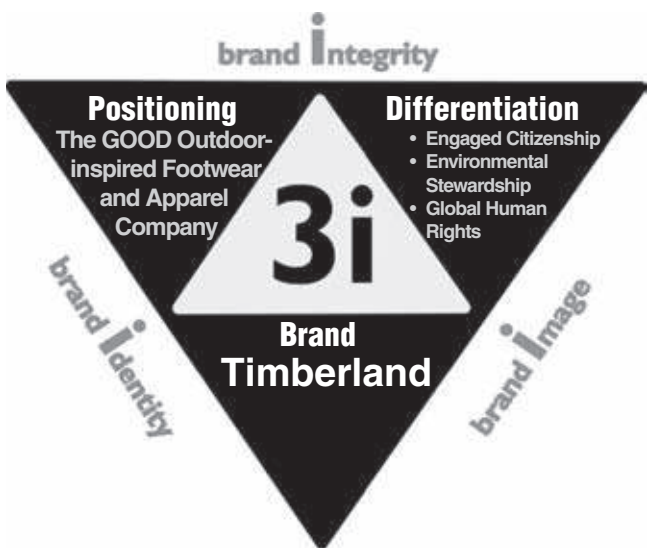 brand integrity
Positioning
The GOOD Outdoor-
inspired Footwear
and Apparel
Company
Differentiation
• Engaged Citizenship
• Environmental
Stewardship
• Global Human
Rights
3i
brand identity
brand image
Brand
Timberland